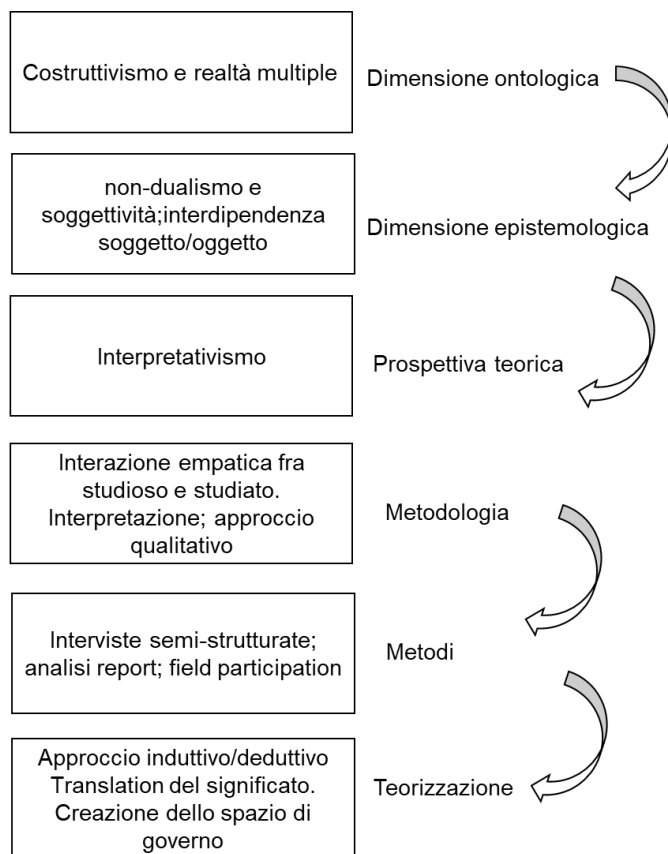 Costruttivismo e realtà multiple
Dimensione ontologica
non-dualismo e
soggettività;interdipendenza
soggetto/oggetto
Dimensione epistemologica
Interpretativismo
Prospettiva teorica
Interazione empatica fra
studioso e studiato.
Interpretazione; approccio
qualitativo
Metodologia
Interviste semi-strutturate;
analisi report; field participation
Metodi
Approccio induttivo/deduttivo
Translation del significato.
Creazione dello spazio di
governo
Teorizzazione